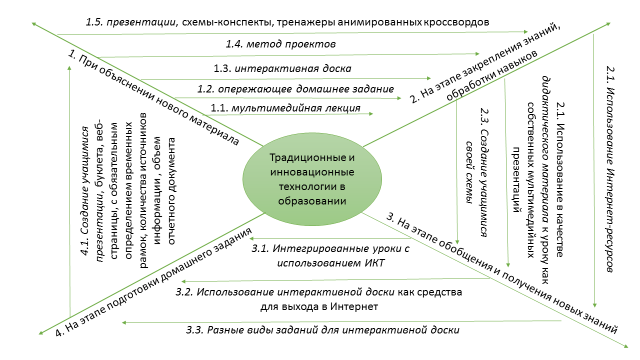 1.5. презентации, схемы-конспекты, тренажеры анимированных кроссвордов
1.4. метод проектов
1.3. интерактивная доска
1.2. опережающее домашнее задание
1.1. мультимедийная лекция
1. При объяснении нового материала
2. На этапе закрепления знаний,
обработки навыков
2.1. Использование Интернет-ресурсов
2.1. Использование в качестве
дидактического материала к уроку как
собственных мультимедийных
презентаций
2.3. Создание учащимися
своей схемы
Традиционные и
инновационные
технологии в
образовании
4.1. Создание учащимися
презентации, буклета, веб-
страницы, с обязательным
определением временных
рамок, количества источников
информации , объем
отчетного документа
3. На этапе обобщения и получения новых знаний
3.1. Интегрированные уроки с
использованием ИКТ
3.2. Использование интерактивной доски как средства
для выхода в Интернет
3.3. Разные виды заданий для интерактивной доски
4. На этапе подготовки домашнего задания